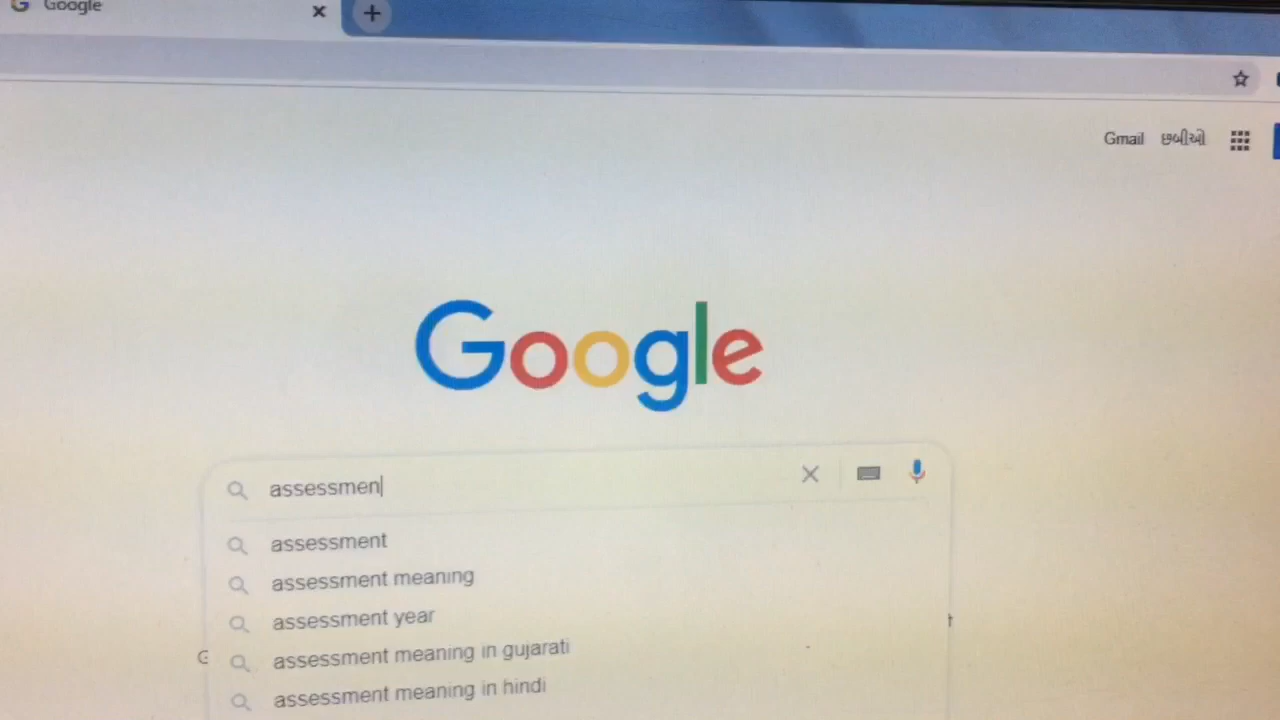 Google
Gmail છબીઓ
Google
assessmen
assessment
assessment meaning
assessment year
assessment meaning in gujarati
assessment meaning in hindi